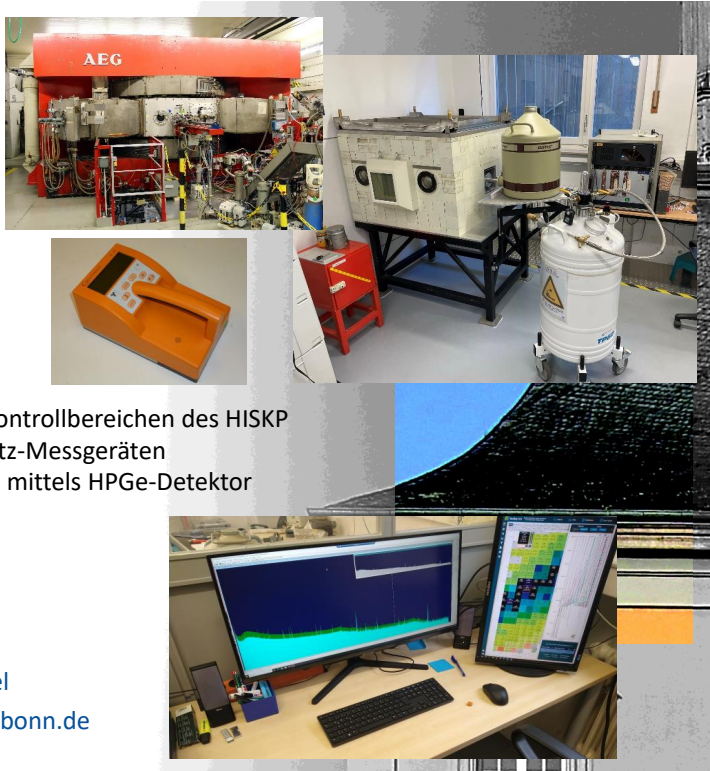 AEG
ontrollbereichen des HISKP
tz-Messgeräten
mittels HPGe-Detektor
el
bonn.de